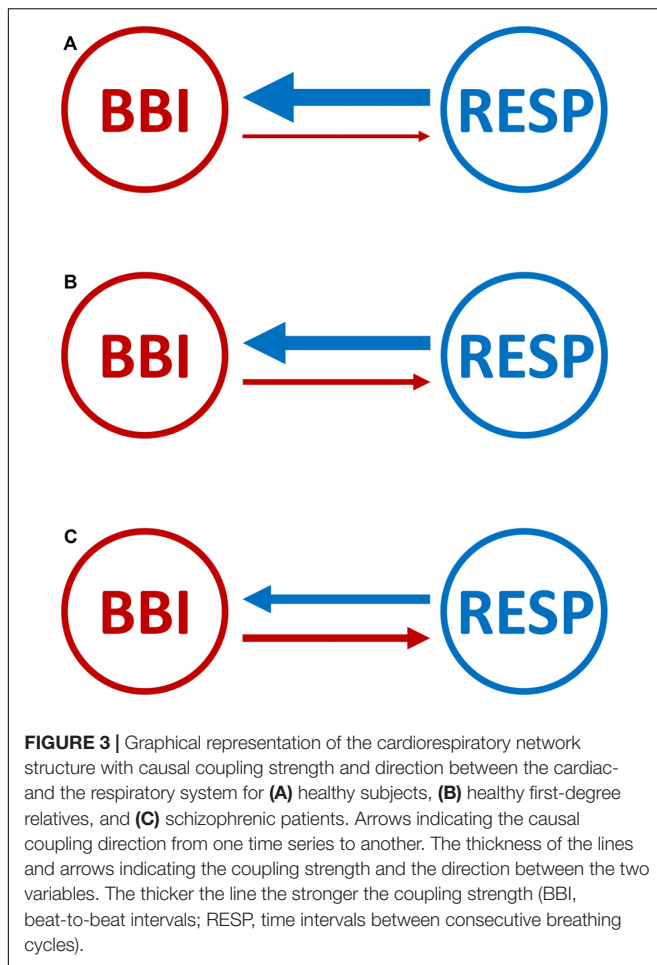 A
BBI RESP
B
BBI RESP
C
BBI RESP
FIGURE 3 | Graphical representation of the cardiorespiratory network
structure with causal coupling strength and direction between the cardiac-
and the respiratory system for (A) healthy subjects, (B) healthy first-degree
relatives, and (C) schizophrenic patients. Arrows indicating the causal
coupling direction from one time series to another. The thickness of the lines
and arrows indicating the coupling strength and the direction between the two
variables. The thicker the line the stronger the coupling strength (BBI,
beat-to-beat intervals; RESP, time intervals between consecutive breathing
cycles).